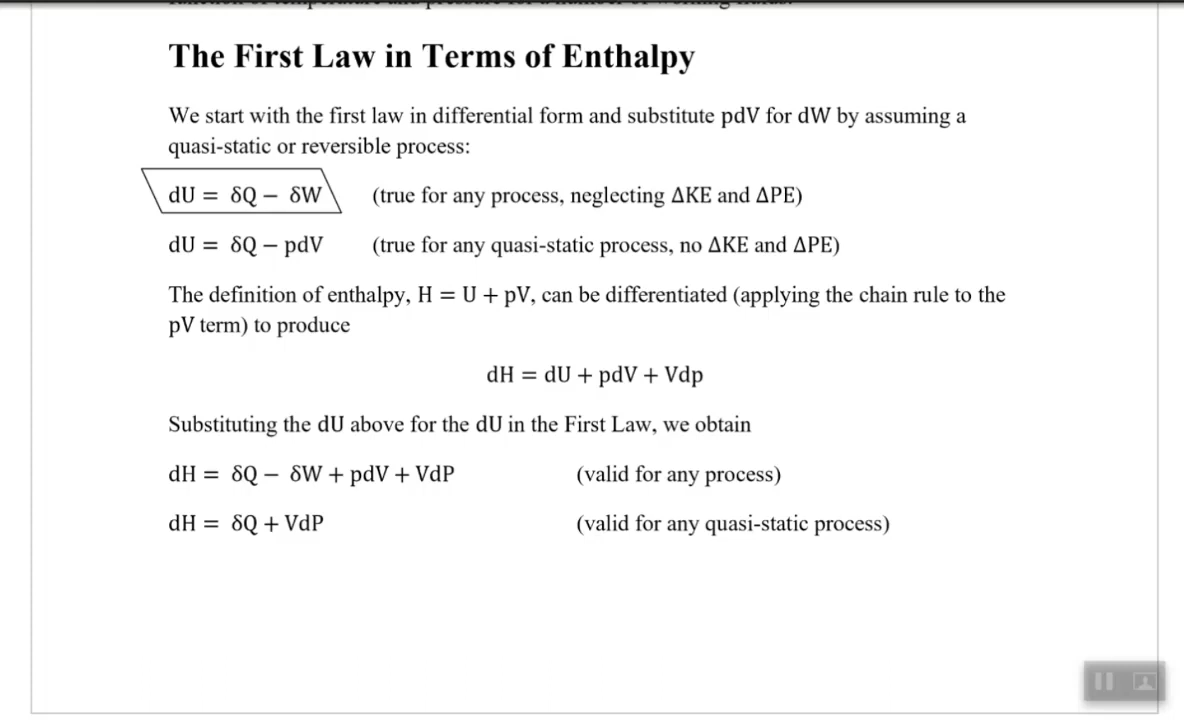 The First Law in Terms of Enthalpy
We start with the first law in differential form and substitute pdV for dW by assuming a
quasi-static or reversible process:
dU = δQ − δW (true for any process, neglecting ΔKE and ΔPE)
dU = δQ − pdV (true for any quasi-static process, no ΔKE and ΔPE)
The definition of enthalpy, H = U + pV, can be differentiated (applying the chain rule to the
pV term) to produce
dH = dU + pdV + Vdp
Substituting the dU above for the dU in the First Law, we obtain
dH = δQ − δW + pdV + VdP (valid for any process)
dH = δQ + VdP (valid for any quasi-static process)